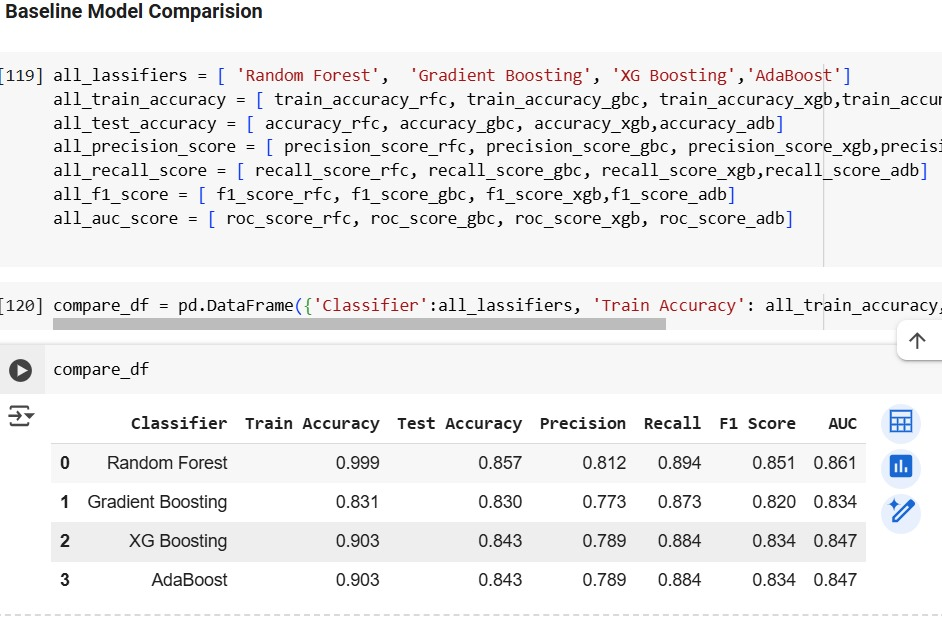 Baseline Model Comparision
[119] all_lassifiers = [ 'Random Forest',  'Gradient Boosting', 'XG Boosting','AdaBoost']
all_train_accuracy = [ train_accuracy_rfc, train_accuracy_gbc, train_accuracy_xgb,train_accur
all_test_accuracy = [ accuracy_rfc, accuracy_gbc, accuracy_xgb,accuracy_adb]
all_precision_score = [ precision_score_rfc, precision_score_gbc, precision_score_xgb,precisi
all_recall_score = [ recall_score_rfc, recall_score_gbc, recall_score_xgb,recall_score_adb]
all_f1_score = [ f1_score_rfc, f1_score_gbc, f1_score_xgb,f1_score_adb]
all_auc_score = [ roc_score_rfc, roc_score_gbc, roc_score_xgb, roc_score_adb]
[120] compare_df = pd.DataFrame({'Classifier':all_lassifiers, 'Train Accuracy': all_train_accuracy,
compare_df
Classifier Train Accuracy Test Accuracy Precision Recall F1 Score AUC
0 Random Forest 0.999 0.857 0.812 0.894 0.851 0.861
1 Gradient Boosting 0.831 0.830 0.773 0.873 0.820 0.834
2 XG Boosting 0.903 0.843 0.789 0.884 0.834 0.847
3 AdaBoost 0.903 0.843 0.789 0.884 0.834 0.847